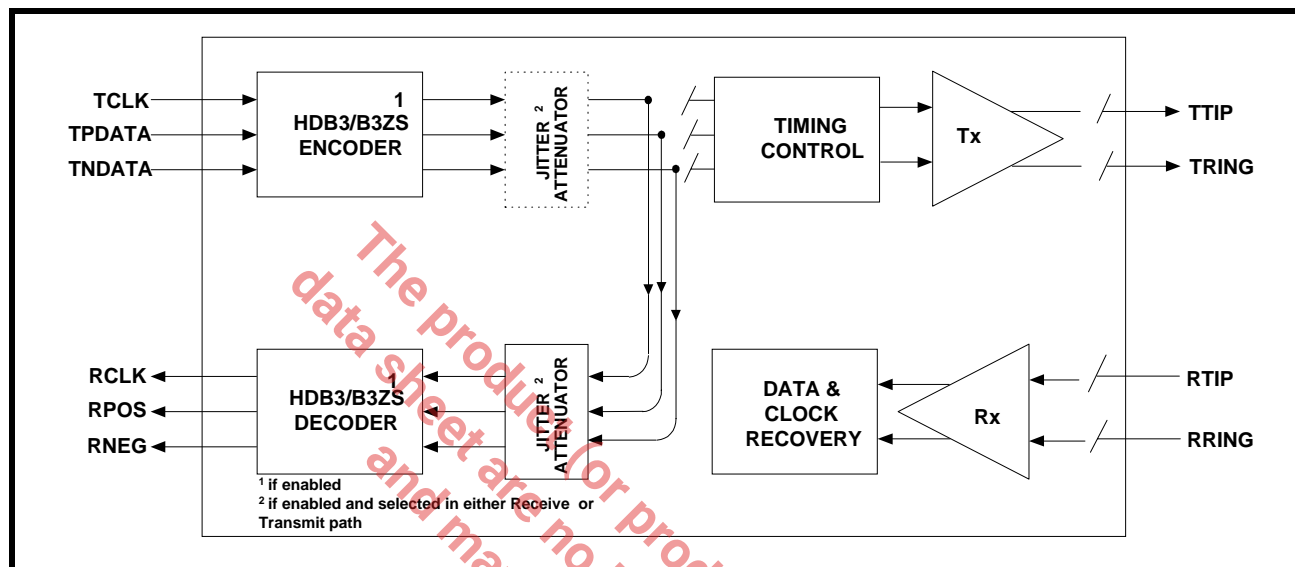 TCLK
TPDATA
TNDATA
1
HDB3/B3ZS
ENCODER
JITTER 2
ATTENUATOR
TIMING
CONTROL
Tx
TTIP
TRING
RCLK
RPOS
RNEG
1
HDB3/B3ZS
DECODER
JITTER 2
ATTENUATOR
DATA &
CLOCK
RECOVERY
Rx
RTIP
RRING
1 if enabled
2 if enabled and selected in either Receive or
Transmit path
The product (or
data sheet are no
and